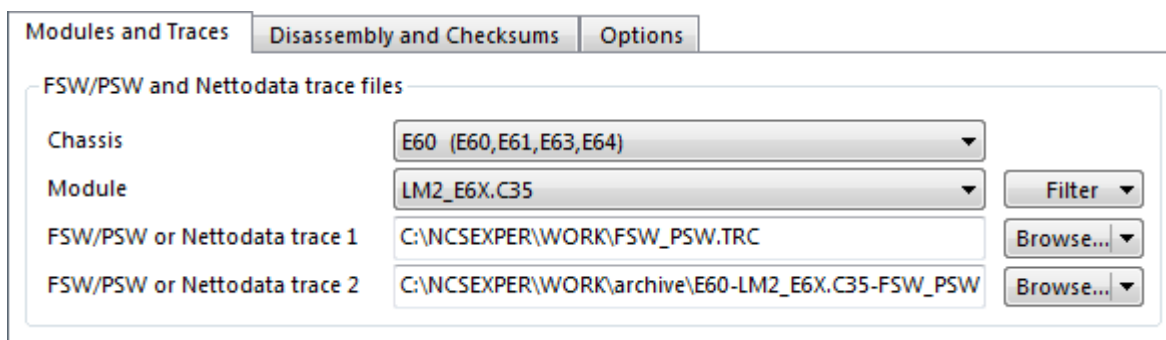 Modules and Traces Disassembly and Checksums Options
FSW/PSW and Nettodata trace files
Chassis E60 (E60,E61,E63,E64)
Module LM2_E6X.C35 Filter
FSW/PSW or Nettodata trace 1 C:\NCSEXPER\WORK\FSW_PSW.TRC Browse...
FSW/PSW or Nettodata trace 2 C:\NCSEXPER\WORK\archive\E60-LM2_E6X.C35-FSW_PSW Browse...